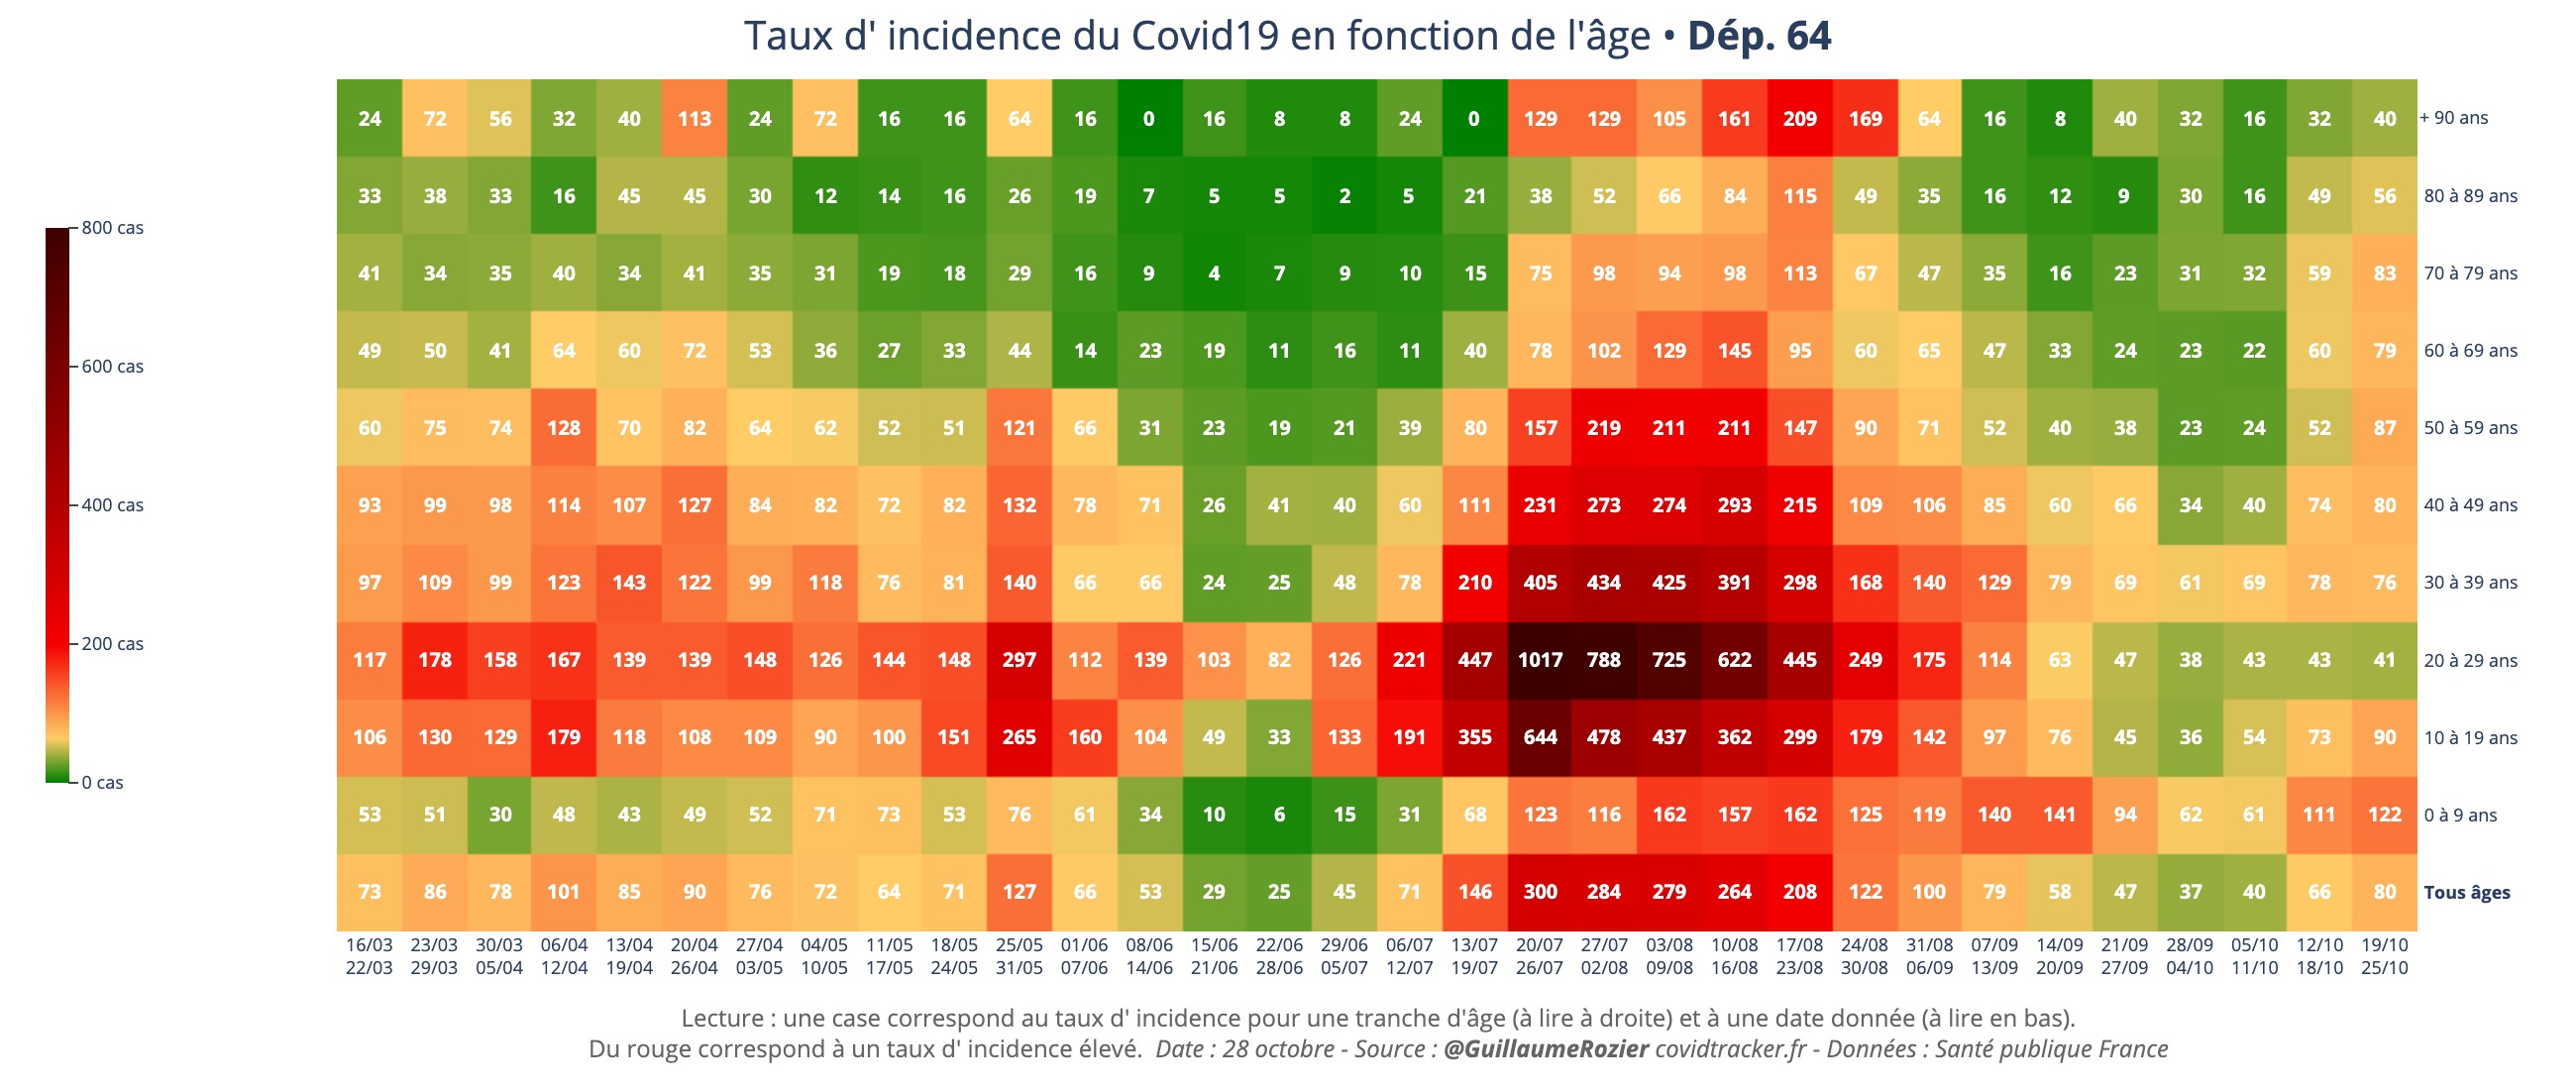 Taux d' incidence du Covid19 en fonction de l'âge • Dép. 64
800 cas
600 cas
400 cas
200 cas
0 cas
24 72 56 32 40 113 24 72 16 16 64 16 0 16 8 8 24 0 129 129 105 161 209 169 64 16 8 40 32 16 32 40 + 90 ans
33 38 33 16 45 45 30 12 14 16 26 19 7 5 5 2 5 21 38 52 66 84 115 49 35 16 12 9 30 16 49 56 80 à 89 ans
41 34 35 40 34 41 35 31 19 18 29 16 9 4 7 9 10 15 75 98 94 98 113 67 47 35 16 23 31 32 59 83 70 à 79 ans
49 50 41 64 60 72 53 36 27 33 44 14 23 19 11 16 11 40 78 102 129 145 95 60 65 47 33 24 23 22 60 79 60 à 69 ans
60 75 74 128 70 82 64 62 52 51 121 66 31 23 19 21 39 80 157 219 211 211 147 90 71 52 40 38 23 24 52 87 50 à 59 ans
93 99 98 114 107 127 84 82 72 82 132 78 71 26 41 40 60 111 231 273 274 293 215 109 106 85 60 66 34 40 74 80 40 à 49 ans
97 109 99 123 143 122 99 118 76 81 140 66 66 24 25 48 78 210 405 434 425 391 298 168 140 129 79 69 61 69 78 76 30 à 39 ans
117 178 158 167 139 139 148 126 144 148 297 112 139 103 82 126 221 447 1017 788 725 622 445 249 175 114 63 47 38 43 43 41 20 à 29 ans
106 130 129 179 118 108 109 90 100 151 265 160 104 49 33 133 191 355 644 478 437 362 299 179 142 97 76 45 36 54 73 90 10 à 19 ans
53 51 30 48 43 49 52 71 73 53 76 61 34 10 6 15 31 68 123 116 162 157 162 125 119 140 141 94 62 61 111 122 0 à 9 ans
73 86 78 101 85 90 76 72 64 71 127 66 53 29 25 45 71 146 300 284 279 264 208 122 100 79 58 47 37 40 66 80 Tous âges
16/03 23/03 30/03 06/04 13/04 20/04 27/04 04/05 11/05 18/05 25/05 01/06 08/06 15/06 22/06 29/06 06/07 13/07 20/07 27/07 03/08 10/08 17/08 24/08 31/08 07/09 14/09 21/09 28/09 05/10 12/10 19/10
22/03 29/03 05/04 12/04 19/04 26/04 03/05 10/05 17/05 24/05 31/05 07/06 14/06 21/06 28/06 05/07 12/07 19/07 26/07 02/08 09/08 16/08 23/08 30/08 06/09 13/09 20/09 27/09 04/10 11/10 18/10 25/10
Lecture : une case correspond au taux d' incidence pour une tranche d'âge (à lire à droite) et à une date donnée (à lire en bas).
Du rouge correspond à un taux d' incidence élevé. Date : 28 octobre - Source : @GuillaumeRozier covidtracker.fr - Données : Santé publique France